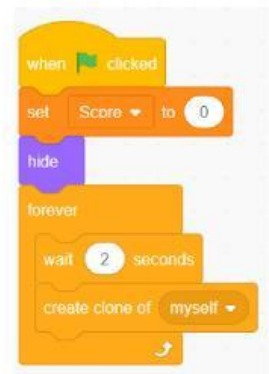 when clicked
set Score to 0
hide
forever
wait 2 seconds
create clone of myself